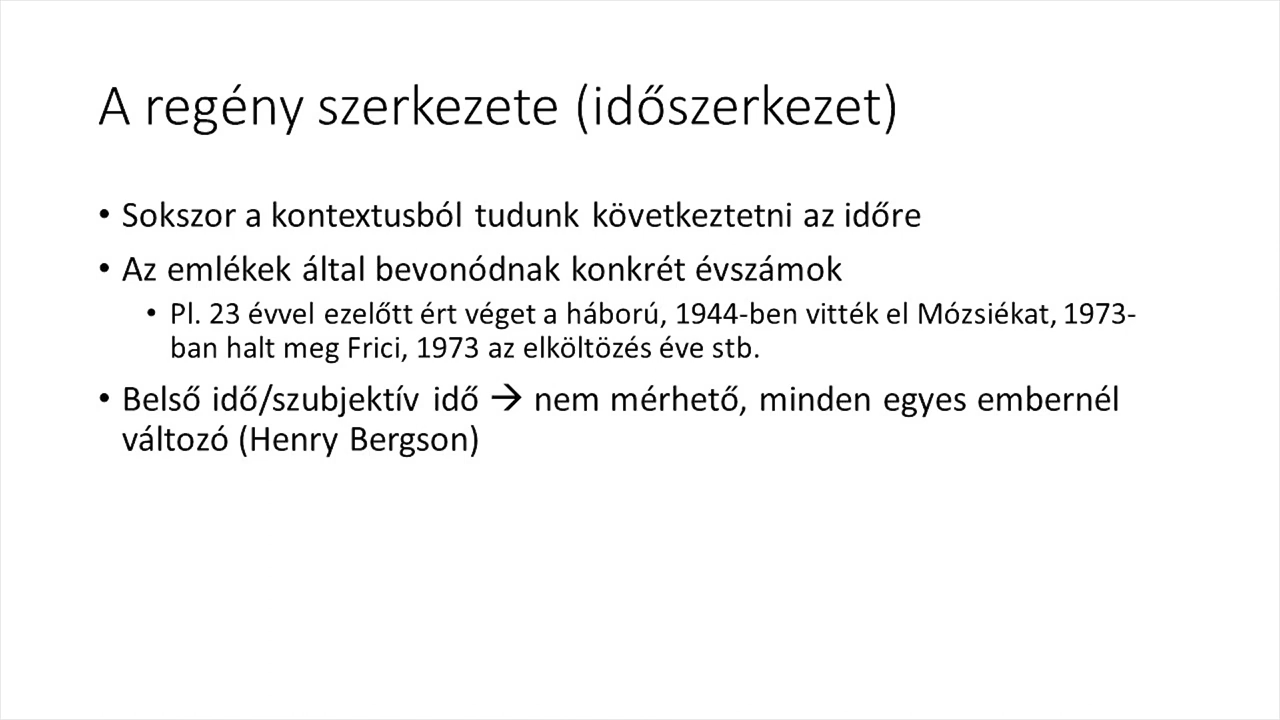 A regény szerkezete (időszerkezet)
• Sokszor a kontextusból tudunk következtetni az időre
• Az emlékek által bevonódnak konkrét évszámok
• Pl. 23 évvel ezelőtt ért véget a háború, 1944-ben vitték el Mózsiékat, 1973-
ban halt meg Frici, 1973 az elköltözés éve stb.
• Belső idő/szubjektív idő → nem mérhető, minden egyes embernél
változó (Henry Bergson)